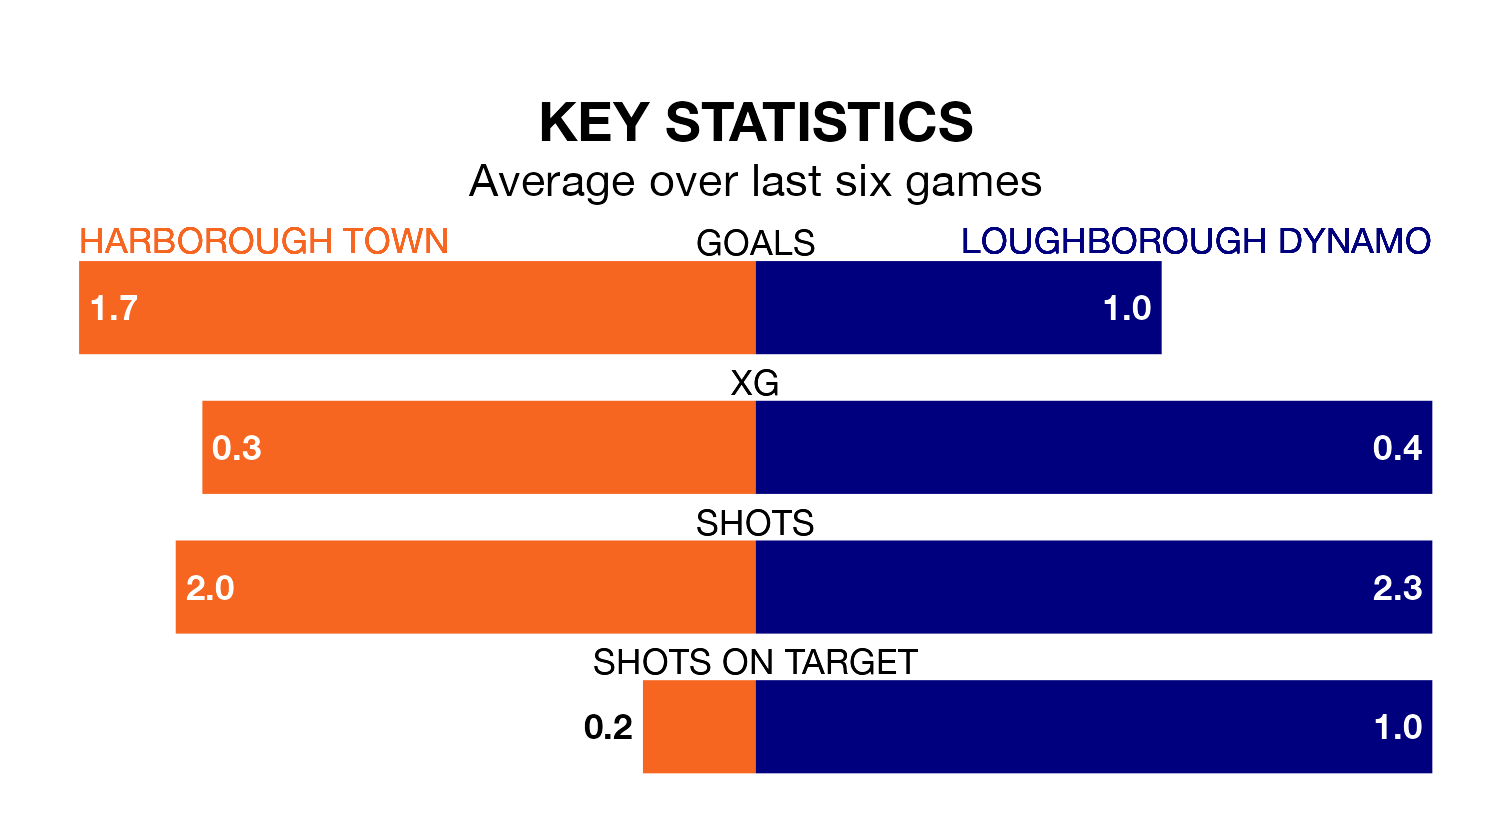 KEY STATISTICS
Average over last six games
HARBOROUGH TOWN GOALS LOUGHBOROUGH DYNAMO
1.7 1.0
XG
0.3 0.4
SHOTS
2.0 2.3
SHOTS ON TARGET
0.2 1.0